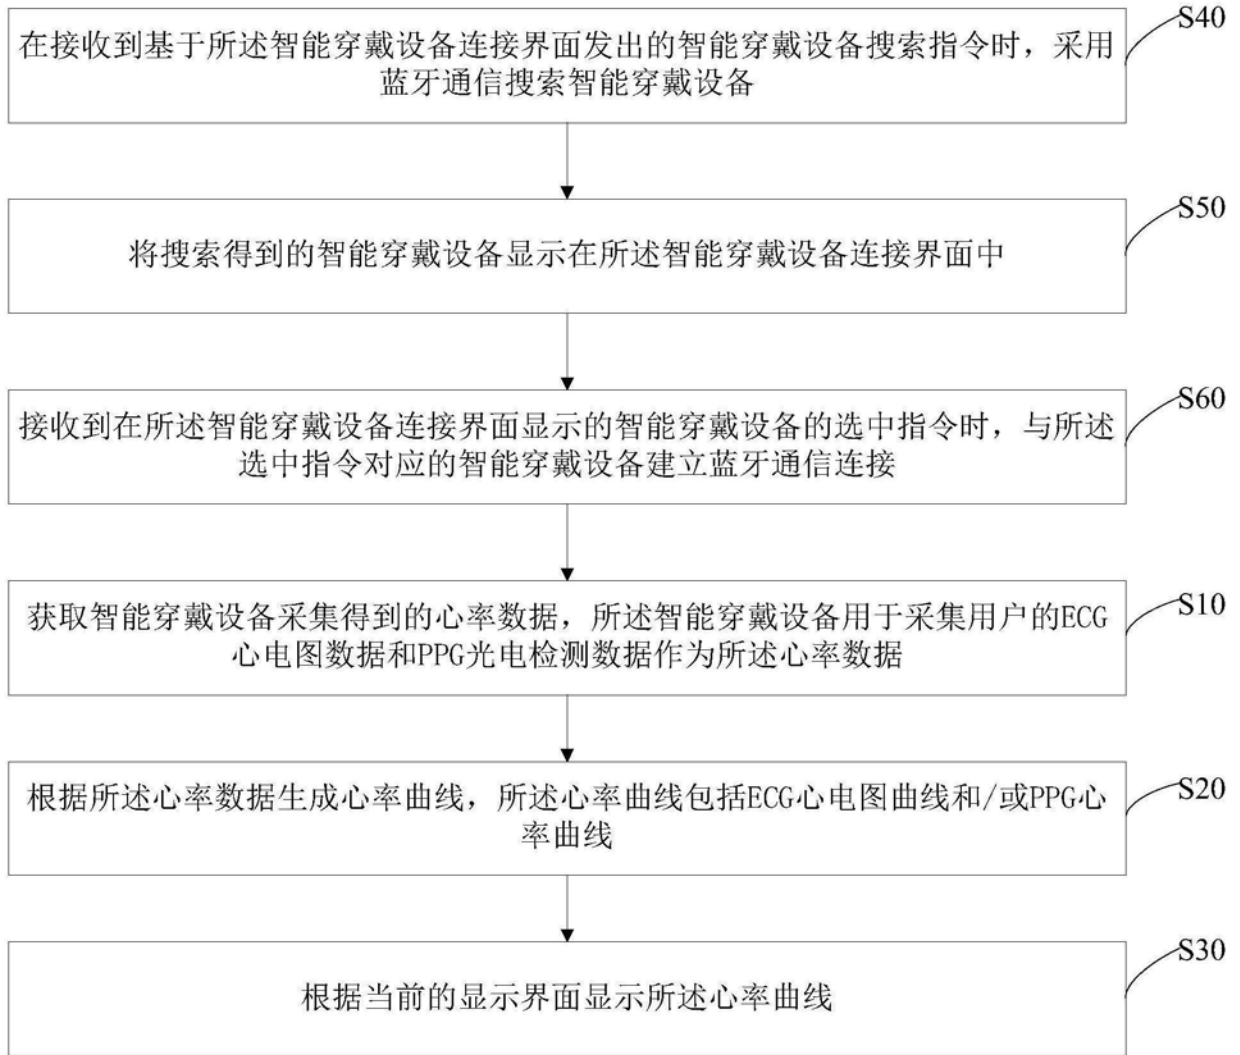 S40
在接收到基于所述智能穿戴设备连接界面发出的智能穿戴设备搜索指令时，采用
蓝牙通信搜索智能穿戴设备
S50
将搜索得到的智能穿戴设备显示在所述智能穿戴设备连接界面中
S60
接收到在所述智能穿戴设备连接界面显示的智能穿戴设备的选中指令时，与所述
选中指令对应的智能穿戴设备建立蓝牙通信连接
S10
获取智能穿戴设备采集得到的心率数据，所述智能穿戴设备用于采集用户的ECG
心电图数据和PPG光电检测数据作为所述心率数据
S20
根据所述心率数据生成心率曲线，所述心率曲线包括ECG心电图曲线和/或PPG心
率曲线
S30
根据当前的显示界面显示所述心率曲线